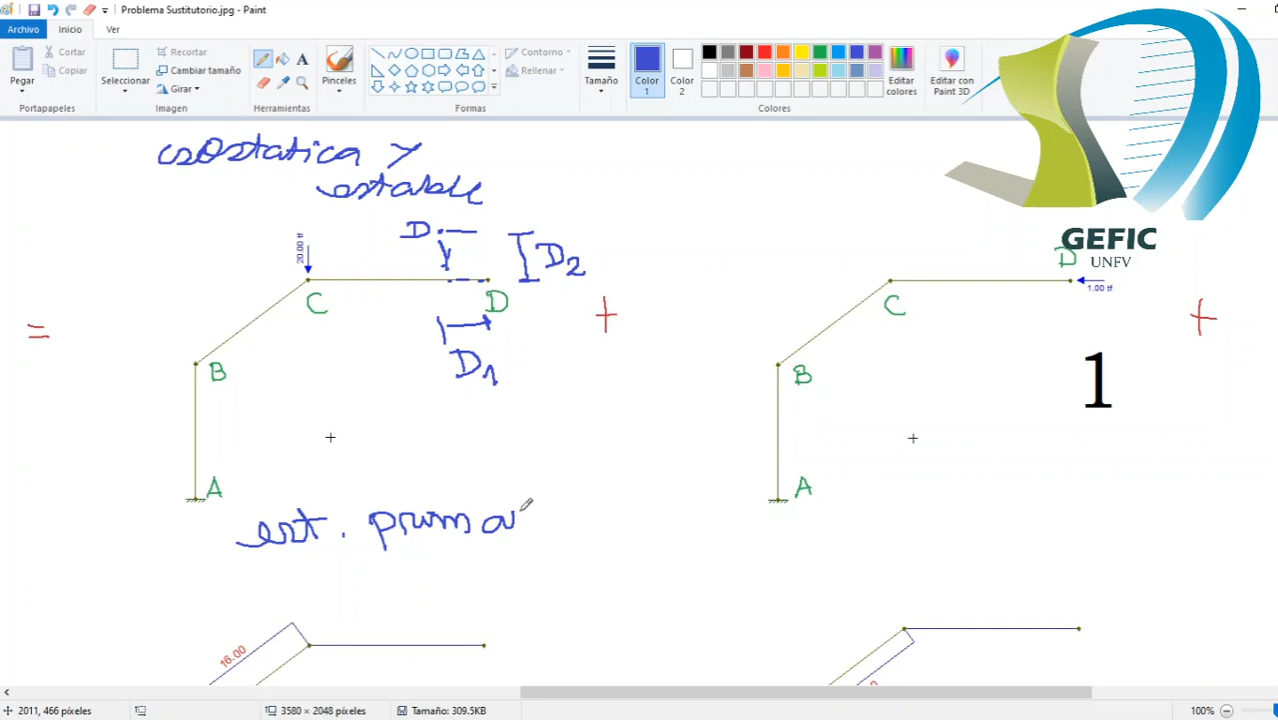 Problema Sustitutorio.jpg - Paint
Archivo Inicio Ver
Pegar
Cortar
Copiar
Portapapeles
Seleccionar
Recortar
Cambiar tamaño
Girar
Imagen
A
Herramientas
Pinceles
Contorno
Rellenar
Formas
Tamaño
Color 1
Color 2
Editar colores
Colores
Editar con Paint 3D
GEFIC
UNFV
isostatica y
estable
20.00 tf
D
D2
C
D
D1
B
A
=
+
est. primar
D
1.00 tf
C
B
A
1
+
16.00
2011, 466 píxeles
3580 × 2048 píxeles
Tamaño: 309.5KB
100%